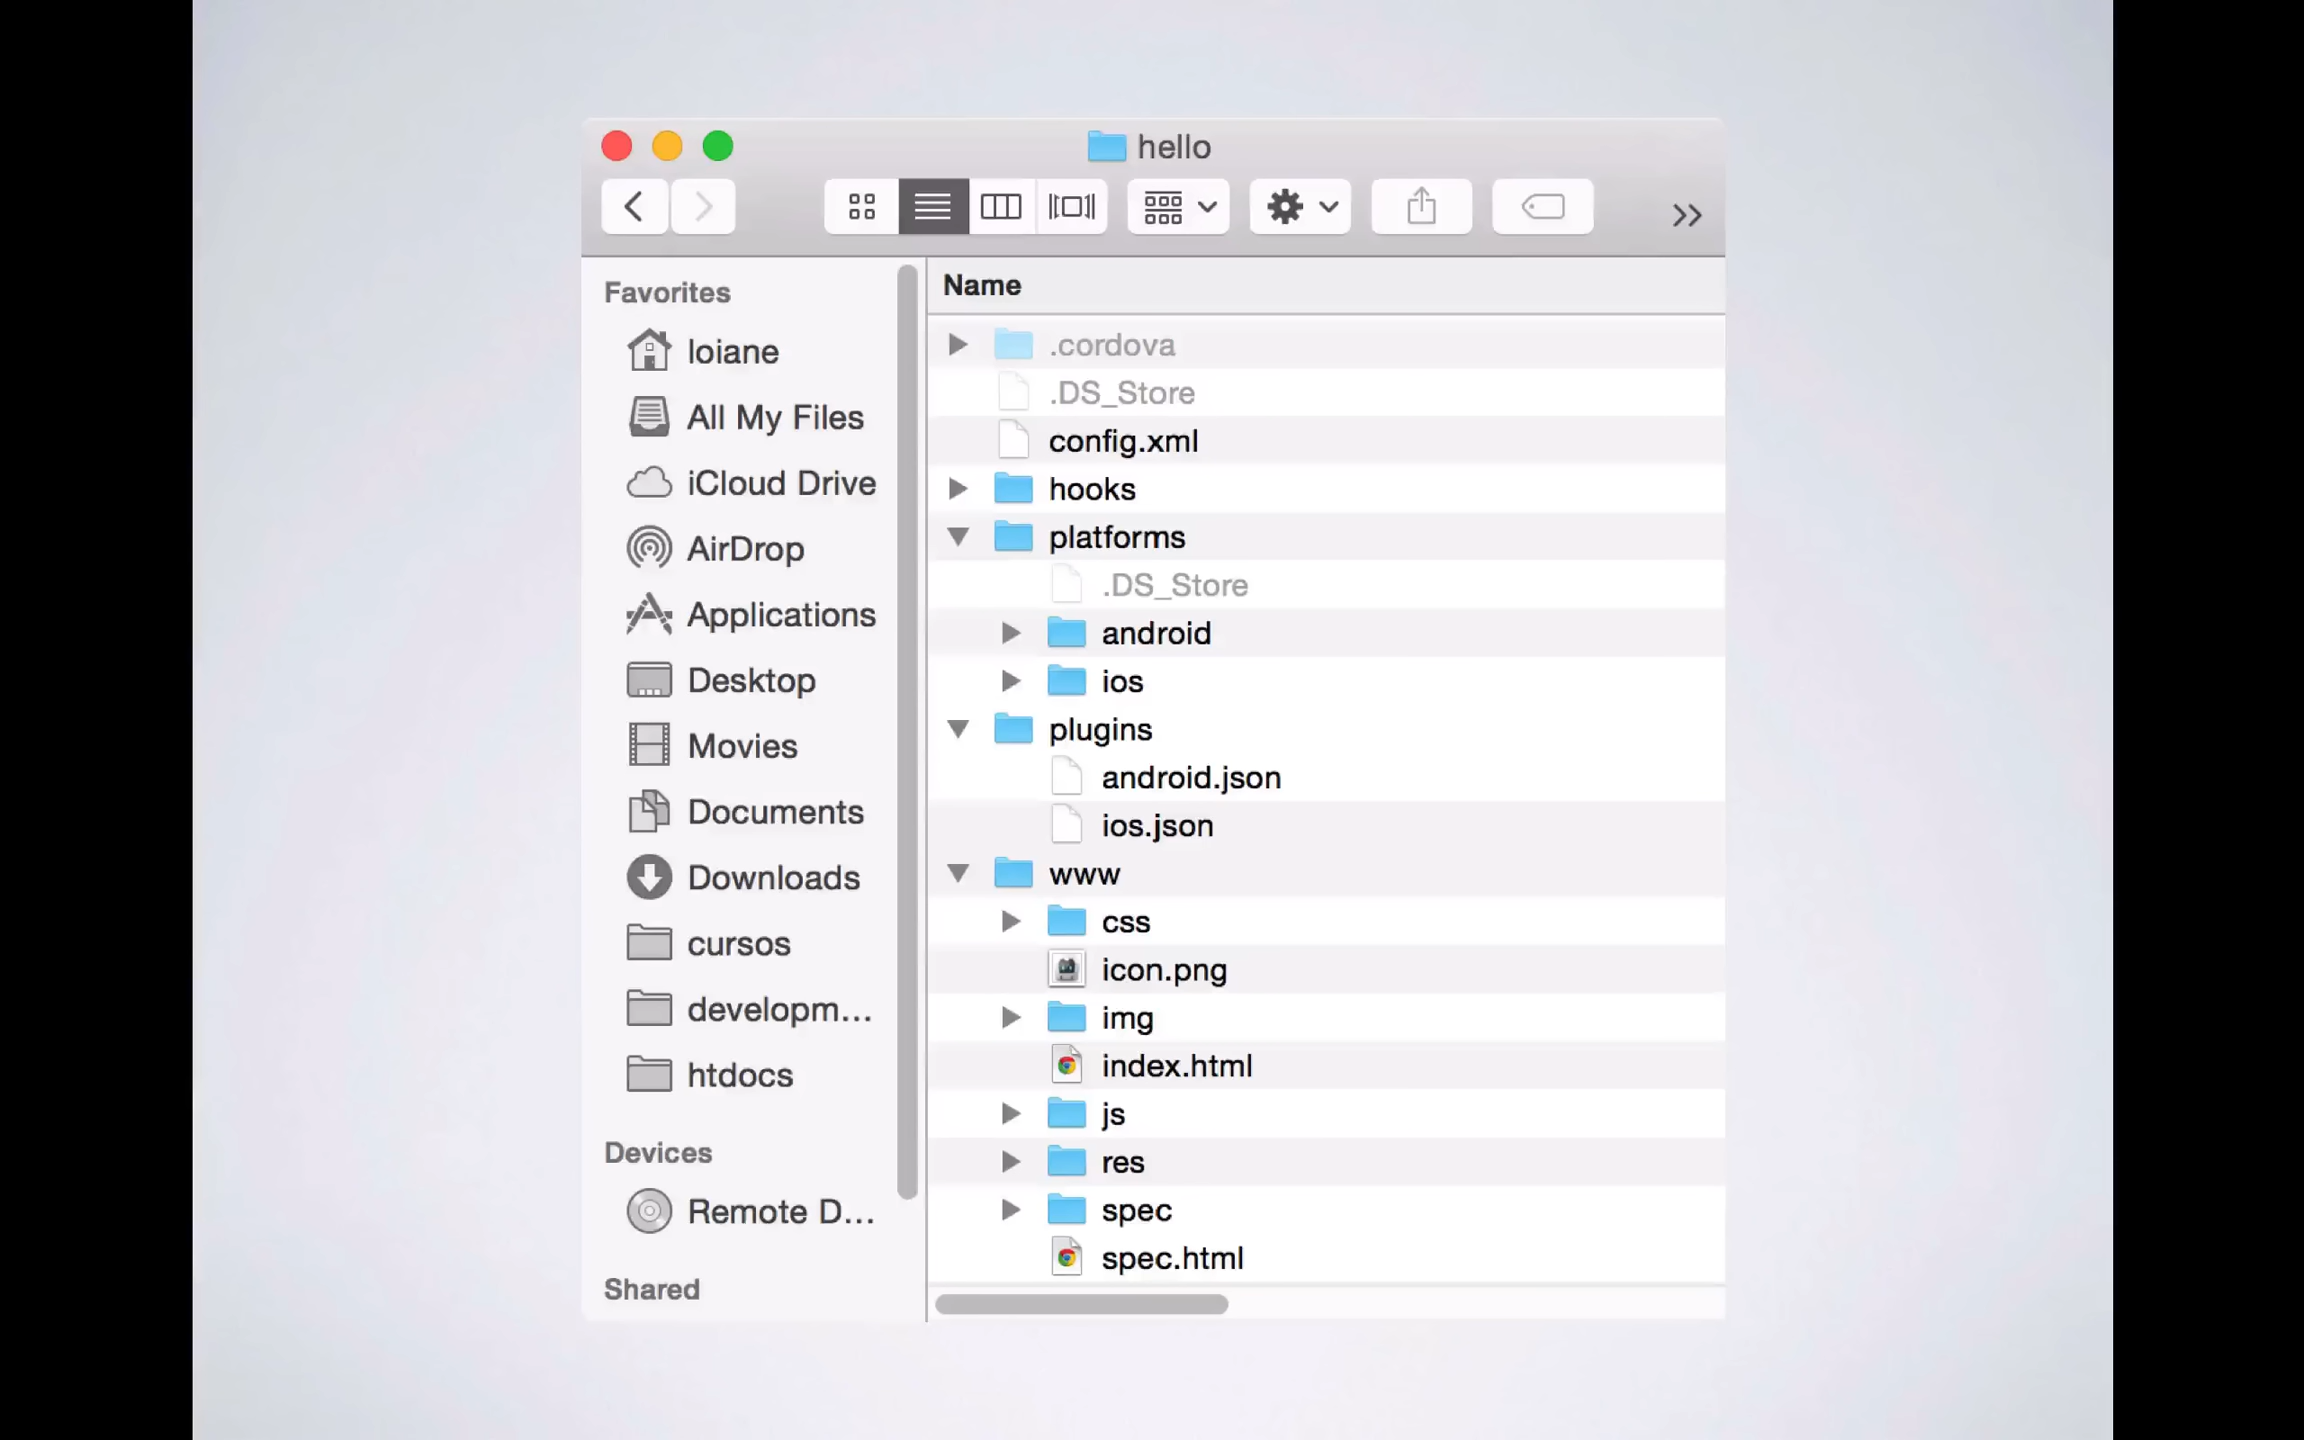 hello
Favorites
loiane
All My Files
iCloud Drive
AirDrop
Applications
Desktop
Movies
Documents
Downloads
cursos
developm...
htdocs
Devices
Remote D...
Shared
Name
.cordova
.DS_Store
config.xml
hooks
platforms
.DS_Store
android
ios
plugins
android.json
ios.json
www
css
icon.png
img
index.html
js
res
spec
spec.html